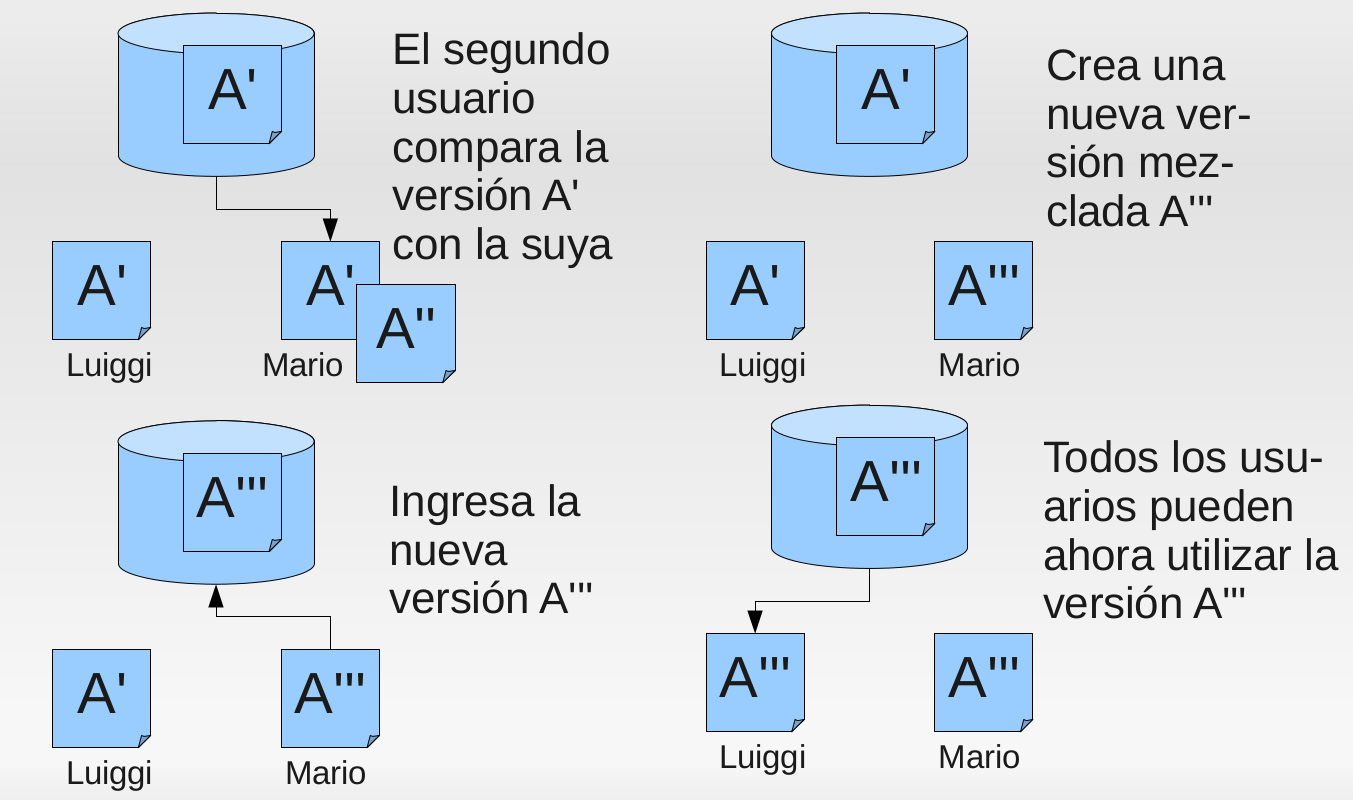 A'
El segundo
usuario
compara la
versión A'
con la suya
A'
A'
A''
Luiggi
Mario
A'
Crea una
nueva ver-
sión mez-
clada A'''
A'
A'''
Luiggi
Mario
A'''
Ingresa la
nueva
versión A'''
A'
A'''
Luiggi
Mario
A'''
Todos los usu-
arios pueden
ahora utilizar la
versión A'''
A'''
A'''
Luiggi
Mario